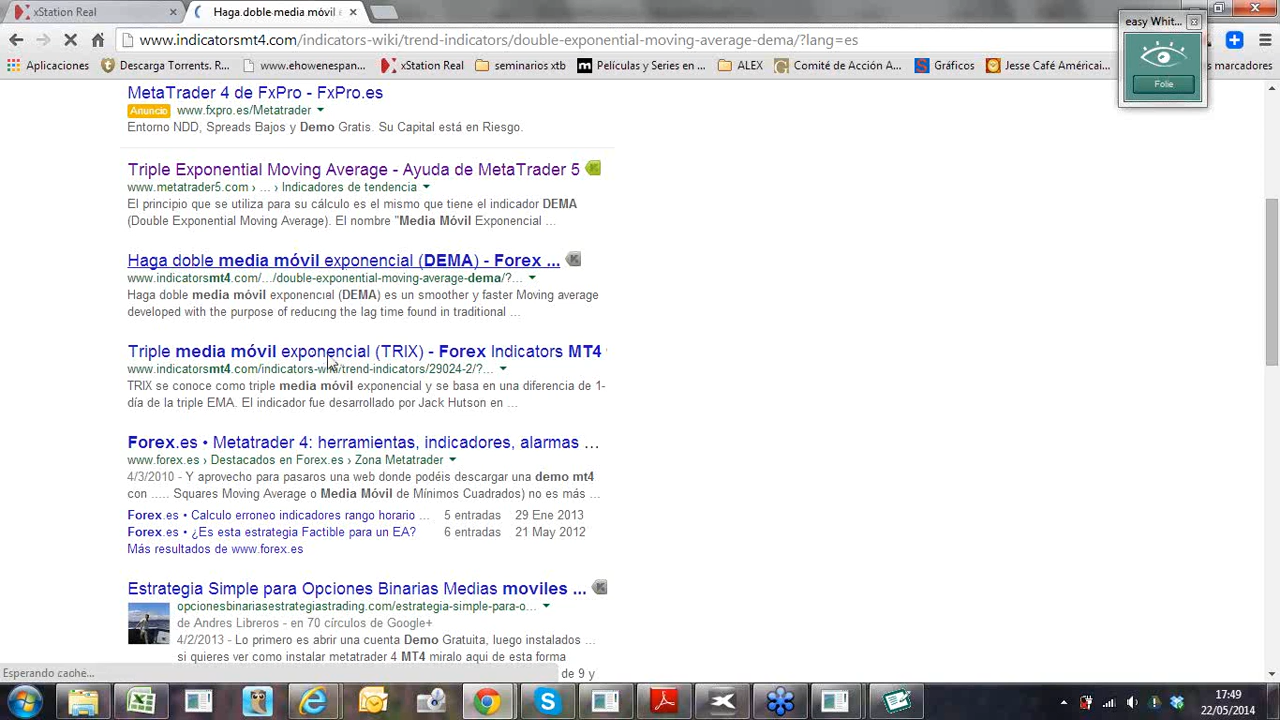 xStation Real
Haga doble media móvil e
easy Whit...
www.indicatorsmt4.com/indicators-wiki/trend-indicators/double-exponential-moving-average-dema/?lang=es
Aplicaciones
Descarga Torrents. R...
www.ehowenespan...
xStation Real
seminarios xtb
Películas y Series en ...
ALEX
Comité de Acción A...
Gráficos
Jesse Café Américai...
marcadores
Folie
MetaTrader 4 de FxPro - FxPro.es
Anuncio www.fxpro.es/Metatrader
Entorno NDD, Spreads Bajos y Demo Gratis. Su Capital está en Riesgo.
Triple Exponential Moving Average - Ayuda de MetaTrader 5
www.metatrader5.com › ... › Indicadores de tendencia
El principio que se utiliza para su cálculo es el mismo que tiene el indicador DEMA
(Double Exponential Moving Average). El nombre "Media Móvil Exponencial ...
Haga doble media móvil exponencial (DEMA) - Forex ...
www.indicatorsmt4.com/.../double-exponential-moving-average-dema/?...
Haga doble media móvil exponencial (DEMA) es un smoother y faster Moving average
developed with the purpose of reducing the lag time found in traditional ...
Triple media móvil exponencial (TRIX) - Forex Indicators MT4
www.indicatorsmt4.com/indicators-wiki/trend-indicators/29024-2/?...
TRIX se conoce como triple media móvil exponencial y se basa en una diferencia de 1-
día de la triple EMA. El indicador fue desarrollado por Jack Hutson en ...
Forex.es • Metatrader 4: herramientas, indicadores, alarmas ...
www.forex.es › Destacados en Forex.es › Zona Metatrader
4/3/2010 - Y aprovecho para pasaros una web donde podéis descargar una demo mt4
con ..... Squares Moving Average o Media Móvil de Mínimos Cuadrados) no es más ...
Forex.es • Calculo erroneo indicadores rango horario ... 5 entradas 29 Ene 2013
Forex.es • ¿Es esta estrategia Factible para un EA? 6 entradas 21 May 2012
Más resultados de www.forex.es
Estrategia Simple para Opciones Binarias Medias moviles ...
opcionesbinariasestrategiastrading.com/estrategia-simple-para-o...
de Andres Libreros - en 70 círculos de Google+
4/2/2013 - Lo primero es abrir una cuenta Demo Gratuita, luego instalados ...
si quieres ver como instalar metatrader 4 MT4 miralo aqui de esta forma
Esperando caché...
de 9 y
17:49
22/05/2014